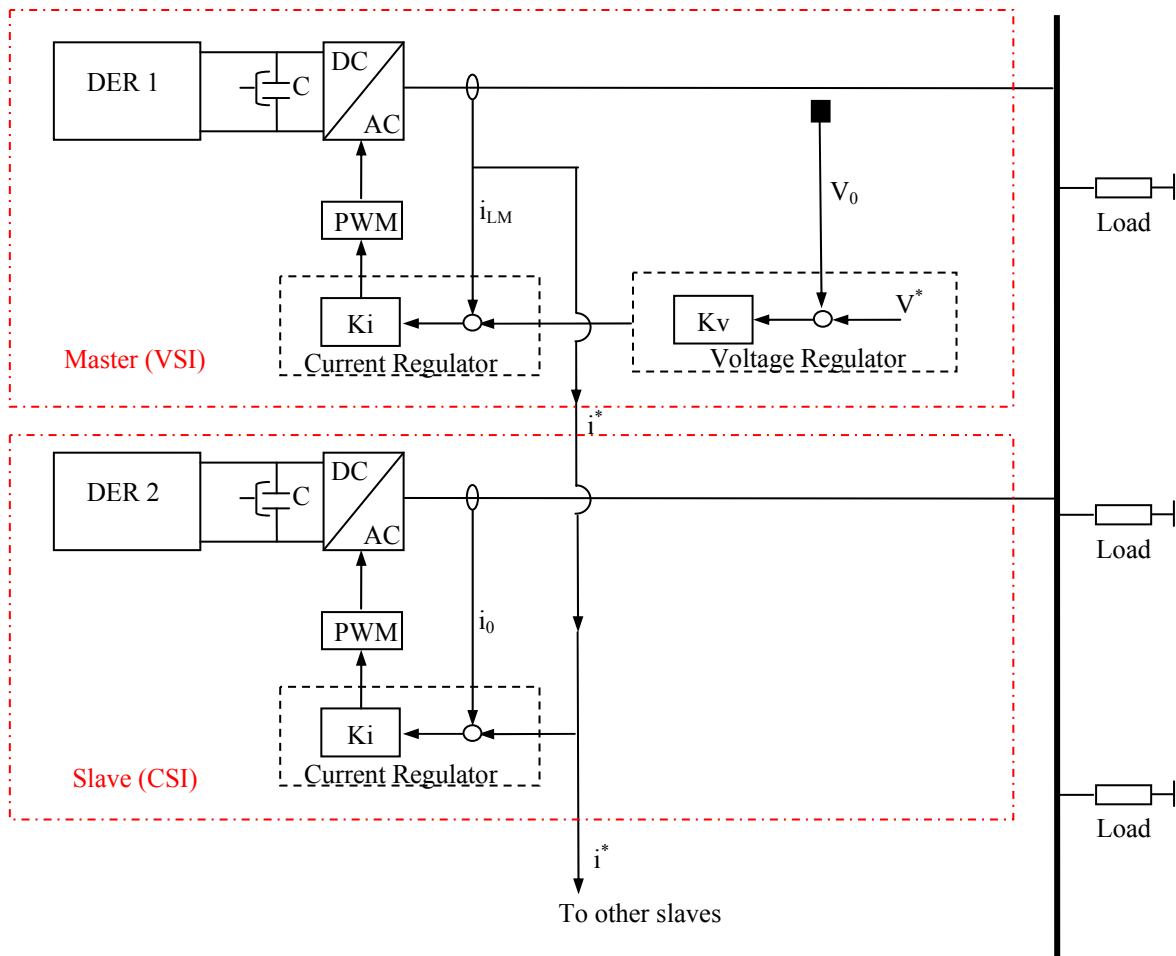 DER 1
C
DC
AC
PWM
i_LM
V_0
Load
Ki
Kv
V^*
Current Regulator
Voltage Regulator
Master (VSI)
i^*
DER 2
C
DC
AC
Load
PWM
i_0
Ki
Current Regulator
Slave (CSI)
Load
i^*
To other slaves